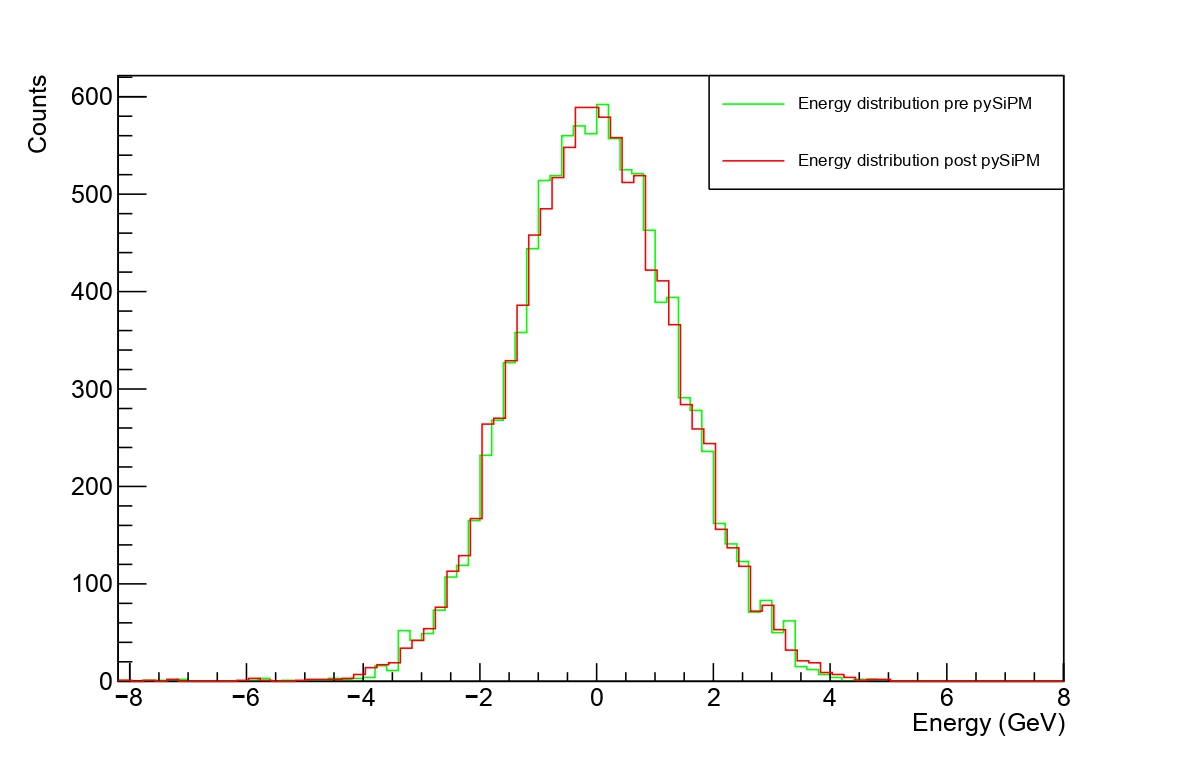 Counts
600
500
400
300
200
100
0
Energy distribution pre pySiPM
Energy distribution post pySiPM
−8 −6 −4 −2 0 2 4 6 8
Energy (GeV)